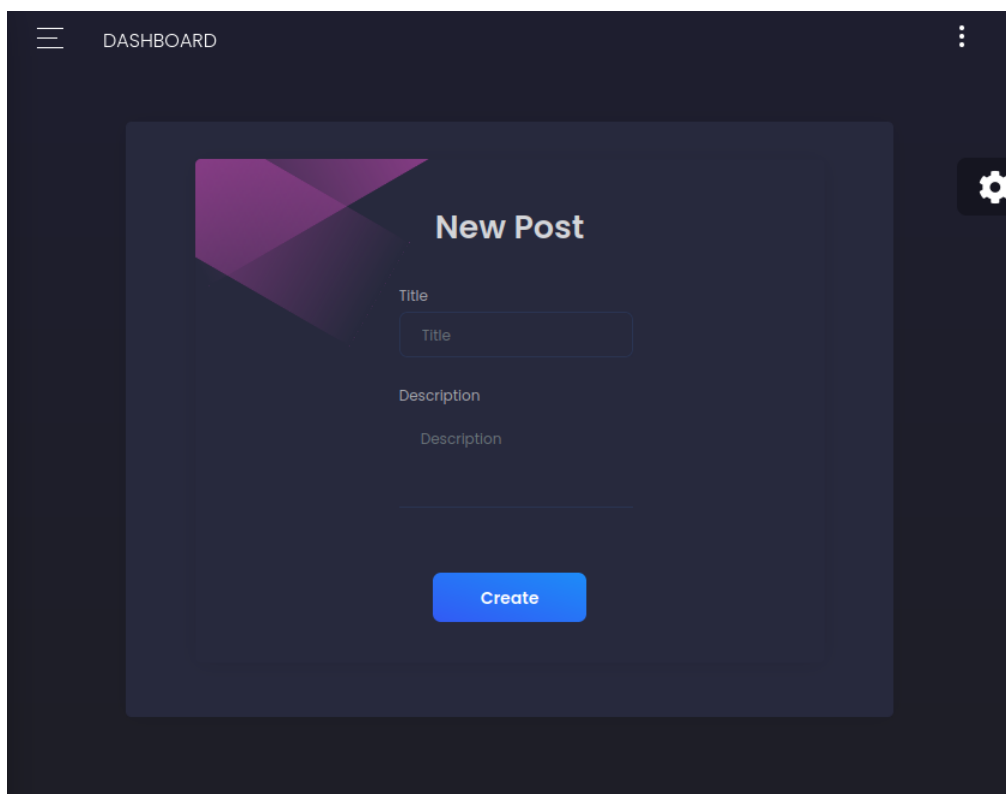 DASHBOARD
New Post
Title
Title
Description
Description
Create